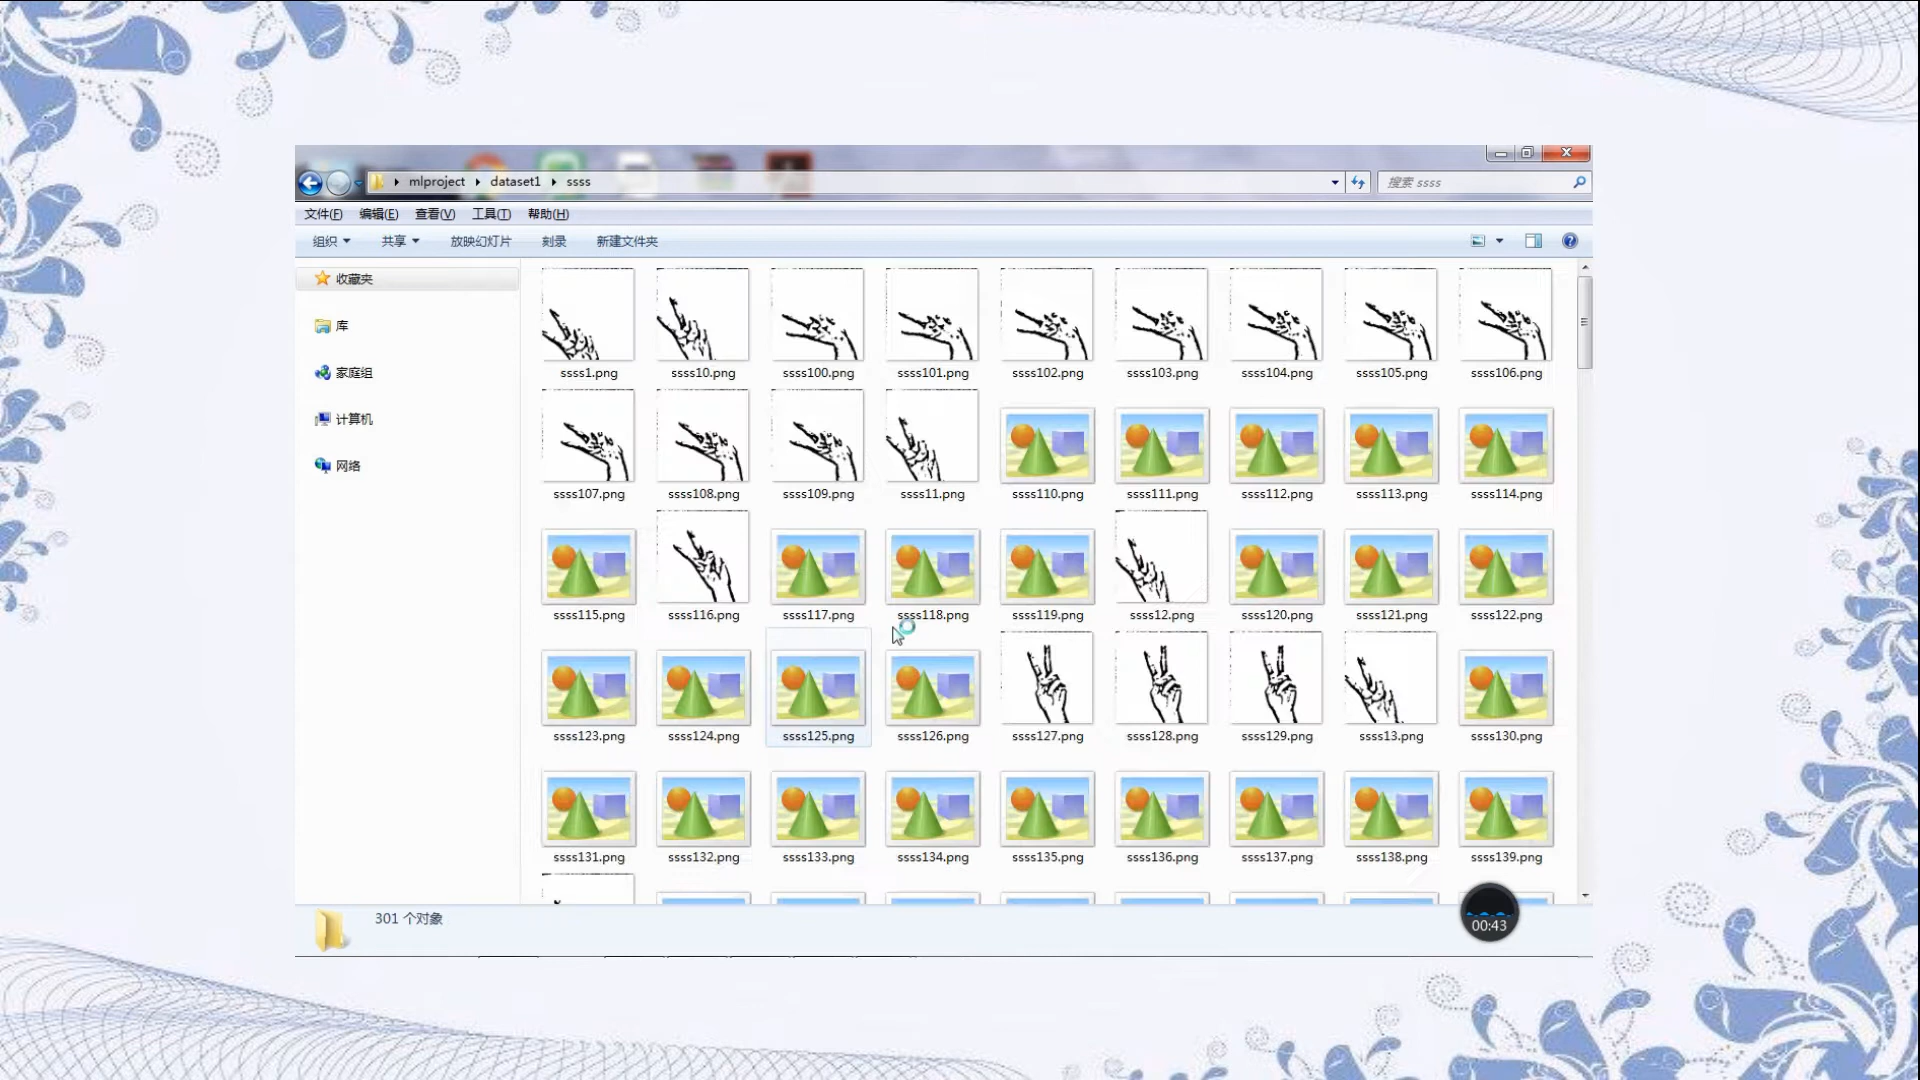 mlproject dataset1 ssss
搜索 ssss
文件(F) 编辑(E) 查看(V) 工具(T) 帮助(H)
组织 共享 放映幻灯片 刻录 新建文件夹
收藏夹
库
家庭组
计算机
网络
ssss1.png ssss10.png ssss100.png ssss101.png ssss102.png ssss103.png ssss104.png ssss105.png ssss106.png
ssss107.png ssss108.png ssss109.png ssss11.png ssss110.png ssss111.png ssss112.png ssss113.png ssss114.png
ssss115.png ssss116.png ssss117.png ssss118.png ssss119.png ssss12.png ssss120.png ssss121.png ssss122.png
ssss123.png ssss124.png ssss125.png ssss126.png ssss127.png ssss128.png ssss129.png ssss13.png ssss130.png
ssss131.png ssss132.png ssss133.png ssss134.png ssss135.png ssss136.png ssss137.png ssss138.png ssss139.png
301 个对象
00:43